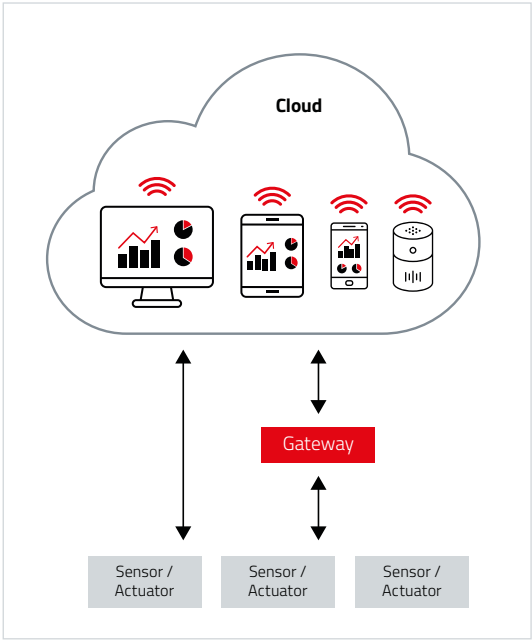 Cloud
Gateway
Sensor /
Actuator
Sensor /
Actuator
Sensor /
Actuator